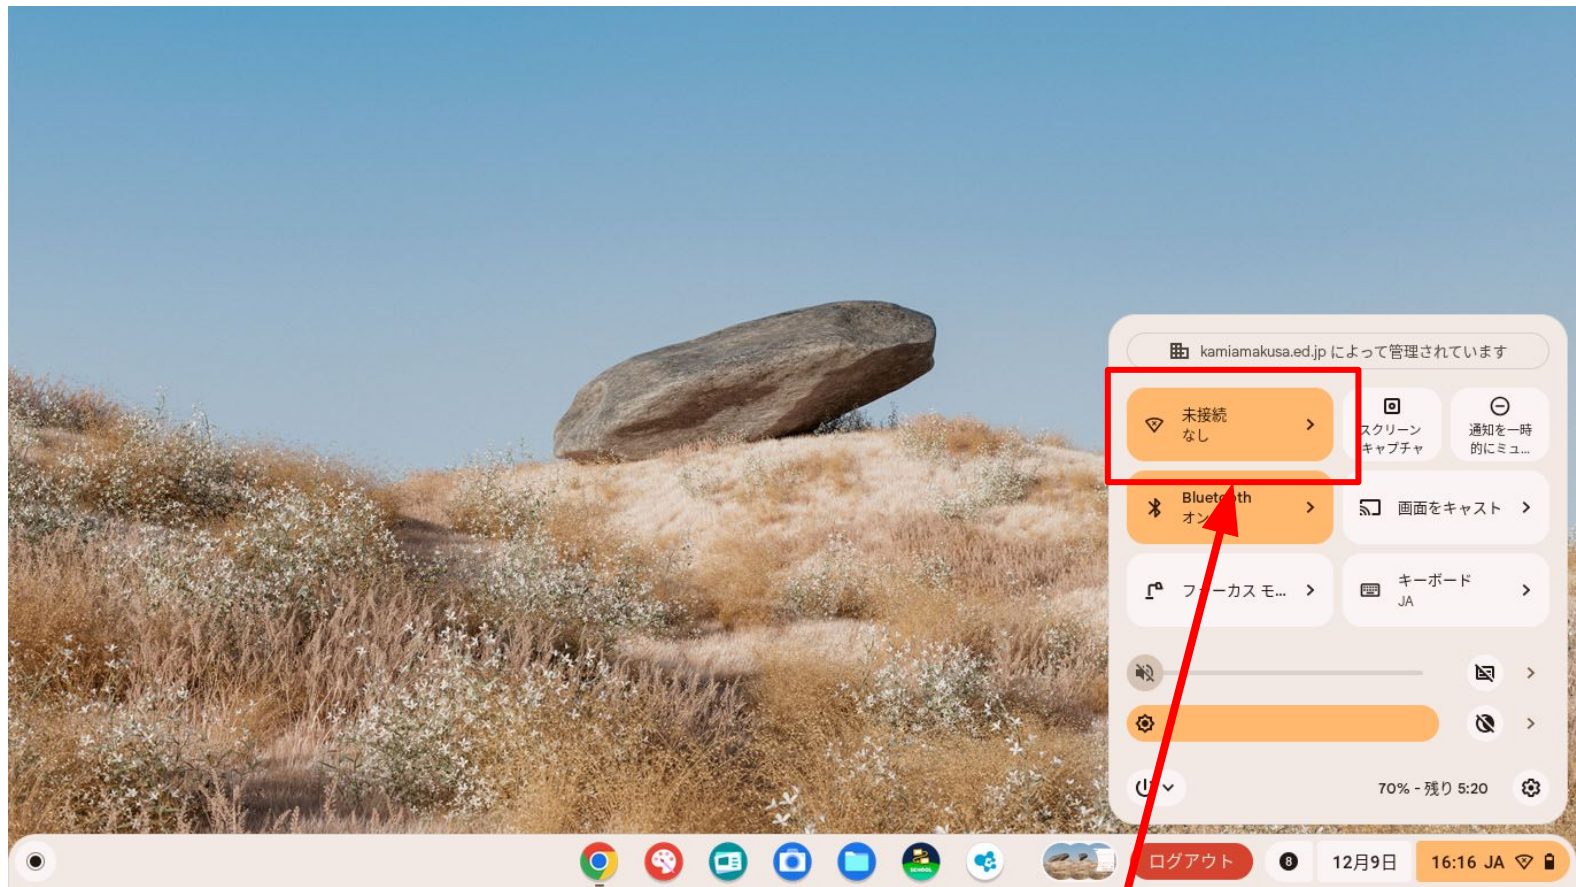 kamiamakusa.ed.jp によって管理されています
未接続
なし
スクリーン
キャプチャ
通知を一時
的にミュ...
Bluetooth
オン
画面をキャスト
フォーカス モ...
キーボード
JA
70% - 残り 5:20
SCHOOL
ログアウト
8
12月9日
16:16 JA